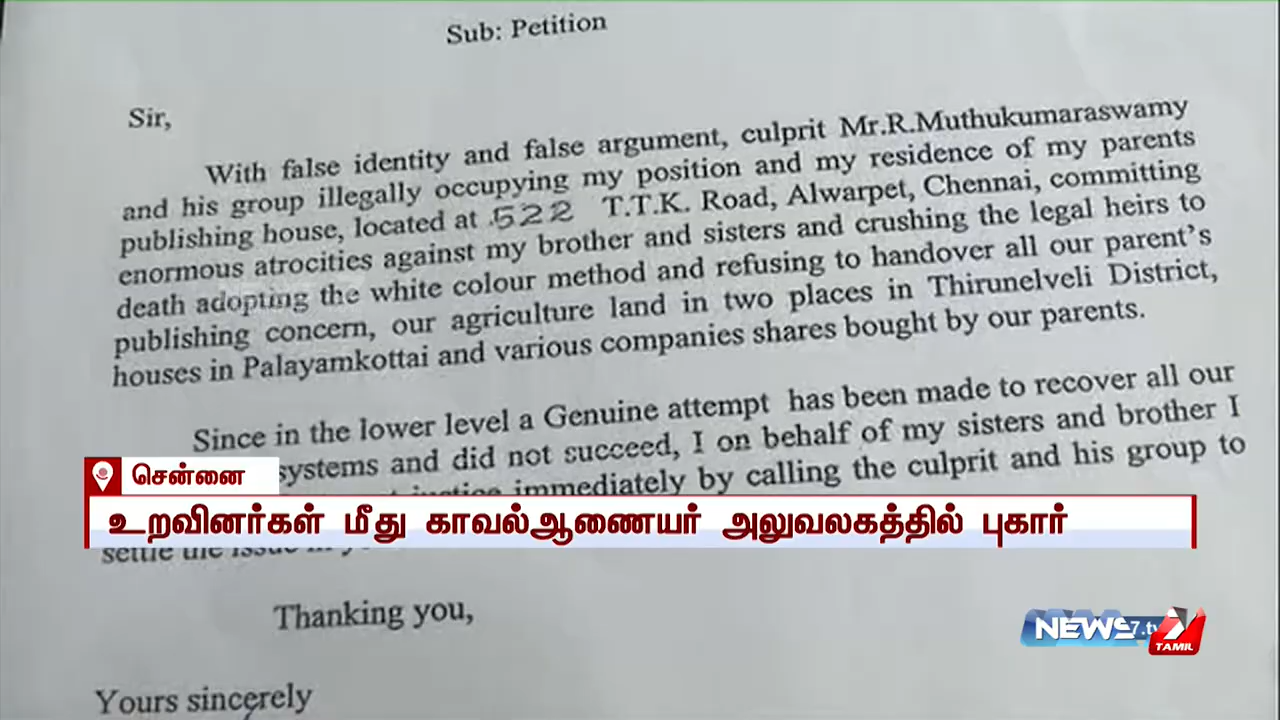 Sub: Petition
Sir,
With false identity and false argument, culprit Mr.R.Muthukumaraswamy
and his group illegally occupying my position and my residence of my parents
publishing house, located at .522 T.T.K. Road, Alwarpet, Chennai, committing
enormous atrocities against my brother and sisters and crushing the legal heirs to
death adopting the white colour method and refusing to handover all our parent's
publishing concern, our agriculture land in two places in Thirunelveli District,
houses in Palayamkottai and various companies shares bought by our parents.
Since in the lower level a Genuine attempt has been made to recover all our
systems and did not succeed, I on behalf of my sisters and brother I
immediately by calling the culprit and his group to
சென்னை
உறவினர்கள் மீது காவல்ஆணையர் அலுவலகத்தில் புகார்
settle the issue in
Thanking you,
NEWS7.tv
TAMIL
Yours sincerely